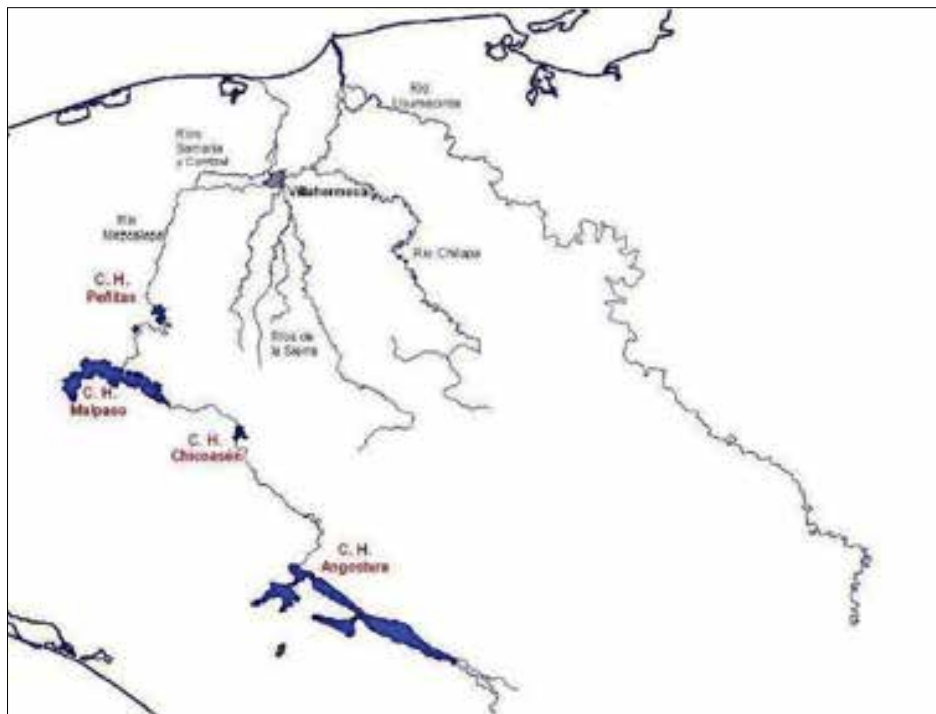 Río
Usumacinta
Ríos
Samaria
y Carrizal
Villahermosa
Río
Mezcalapa
Río Chilapa
C. H.
Peñitas
Ríos de
la Sierra
C. H.
Malpaso
C. H.
Chicoasén
C. H.
Angostura